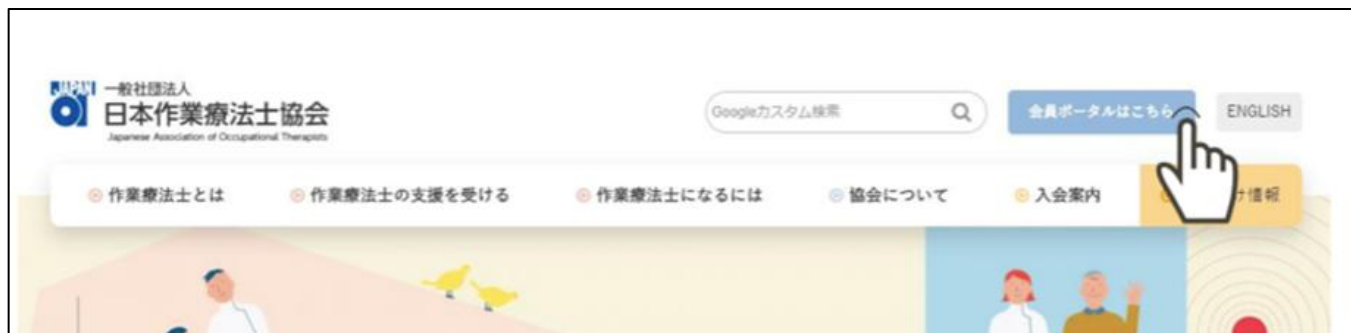 JAPAN
一般社団法人
日本作業療法士協会
Japanese Association of Occupational Therapists
Googleカスタム検索
会員ポータルはこちら
ENGLISH
作業療法士とは
作業療法士の支援を受ける
作業療法士になるには
協会について
入会案内
け情報